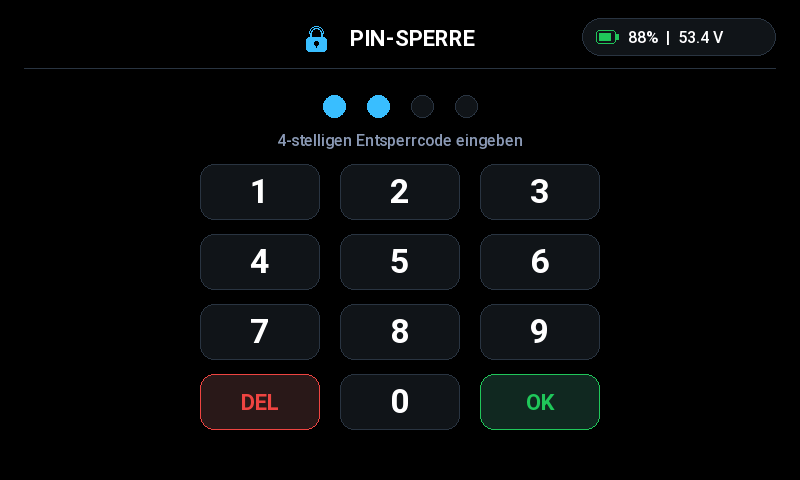 PIN-SPERRE
88% | 53.4 V
4-stelligen Entsperrcode eingeben
1 2 3
4 5 6
7 8 9
DEL 0 OK